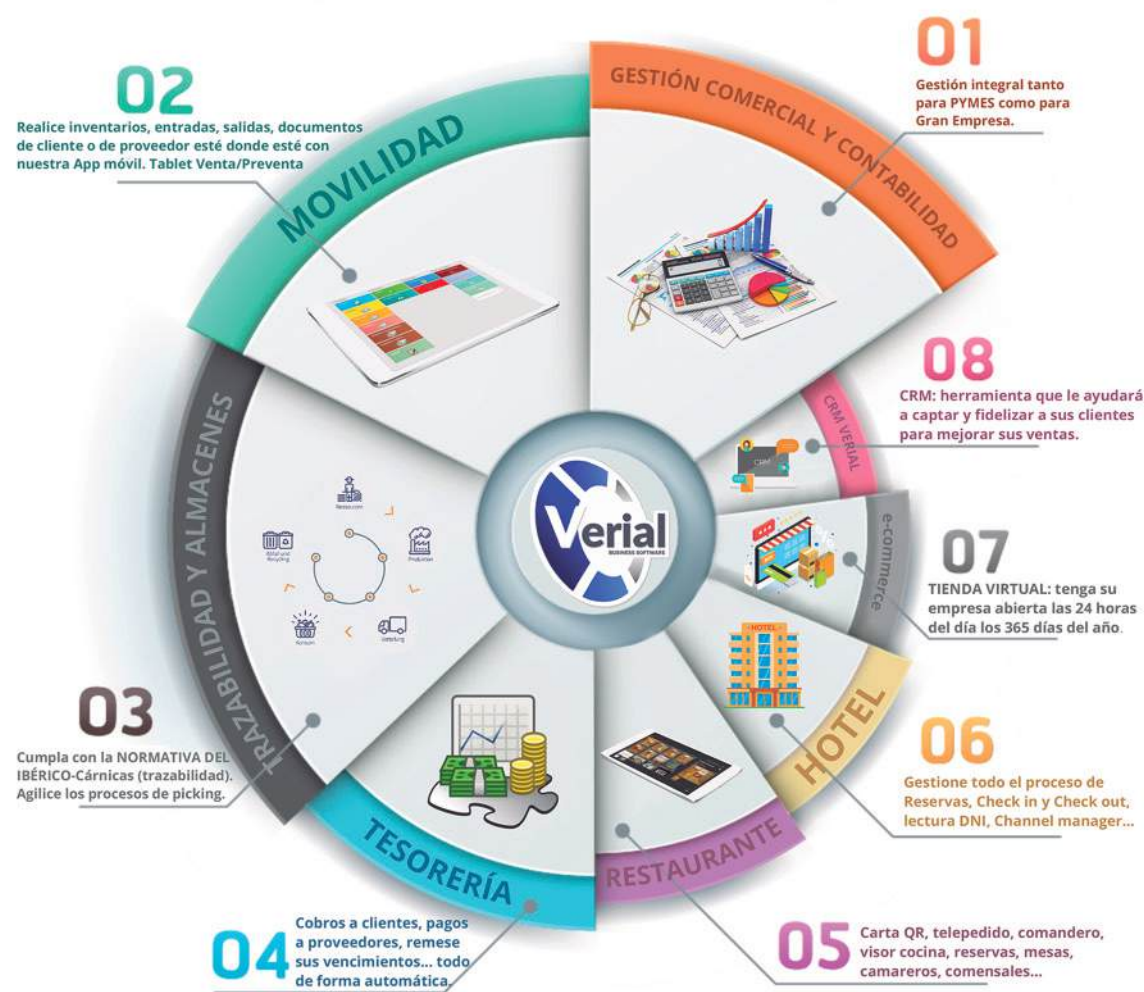 01
Gestión integral tanto
para PYMES como para
Gran Empresa.
GESTIÓN COMERCIAL Y CONTABILIDAD
02
Realice inventarios, entradas, salidas, documentos
de cliente o de proveedor esté donde esté con
nuestra App móvil. Tablet Venta/Preventa
MOVILIDAD
08
CRM: herramienta que le ayudará
a captar y fidelizar a sus clientes
para mejorar sus ventas.
CRM VERIAL
CRM
TRAZABILIDAD Y ALMACENES
Verial
BUSINESS SOFTWARE
e-commerce
07
TIENDA VIRTUAL: tenga su
empresa abierta las 24 horas
del día los 365 días del año.
HOTEL
HOTEL
03
Cumpla con la NORMATIVA DEL
IBÉRICO-Cárnicas (trazabilidad).
Agilice los procesos de picking.
06
Gestione todo el proceso de
Reservas, Check in y Check out,
lectura DNI, Channel manager...
TESORERÍA
RESTAURANTE
04
Cobros a clientes, pagos
a proveedores, remese
sus vencimientos... todo
de forma automática.
05
Carta QR, telepedido, comandero,
visor cocina, reservas, mesas,
camareros, comensales...